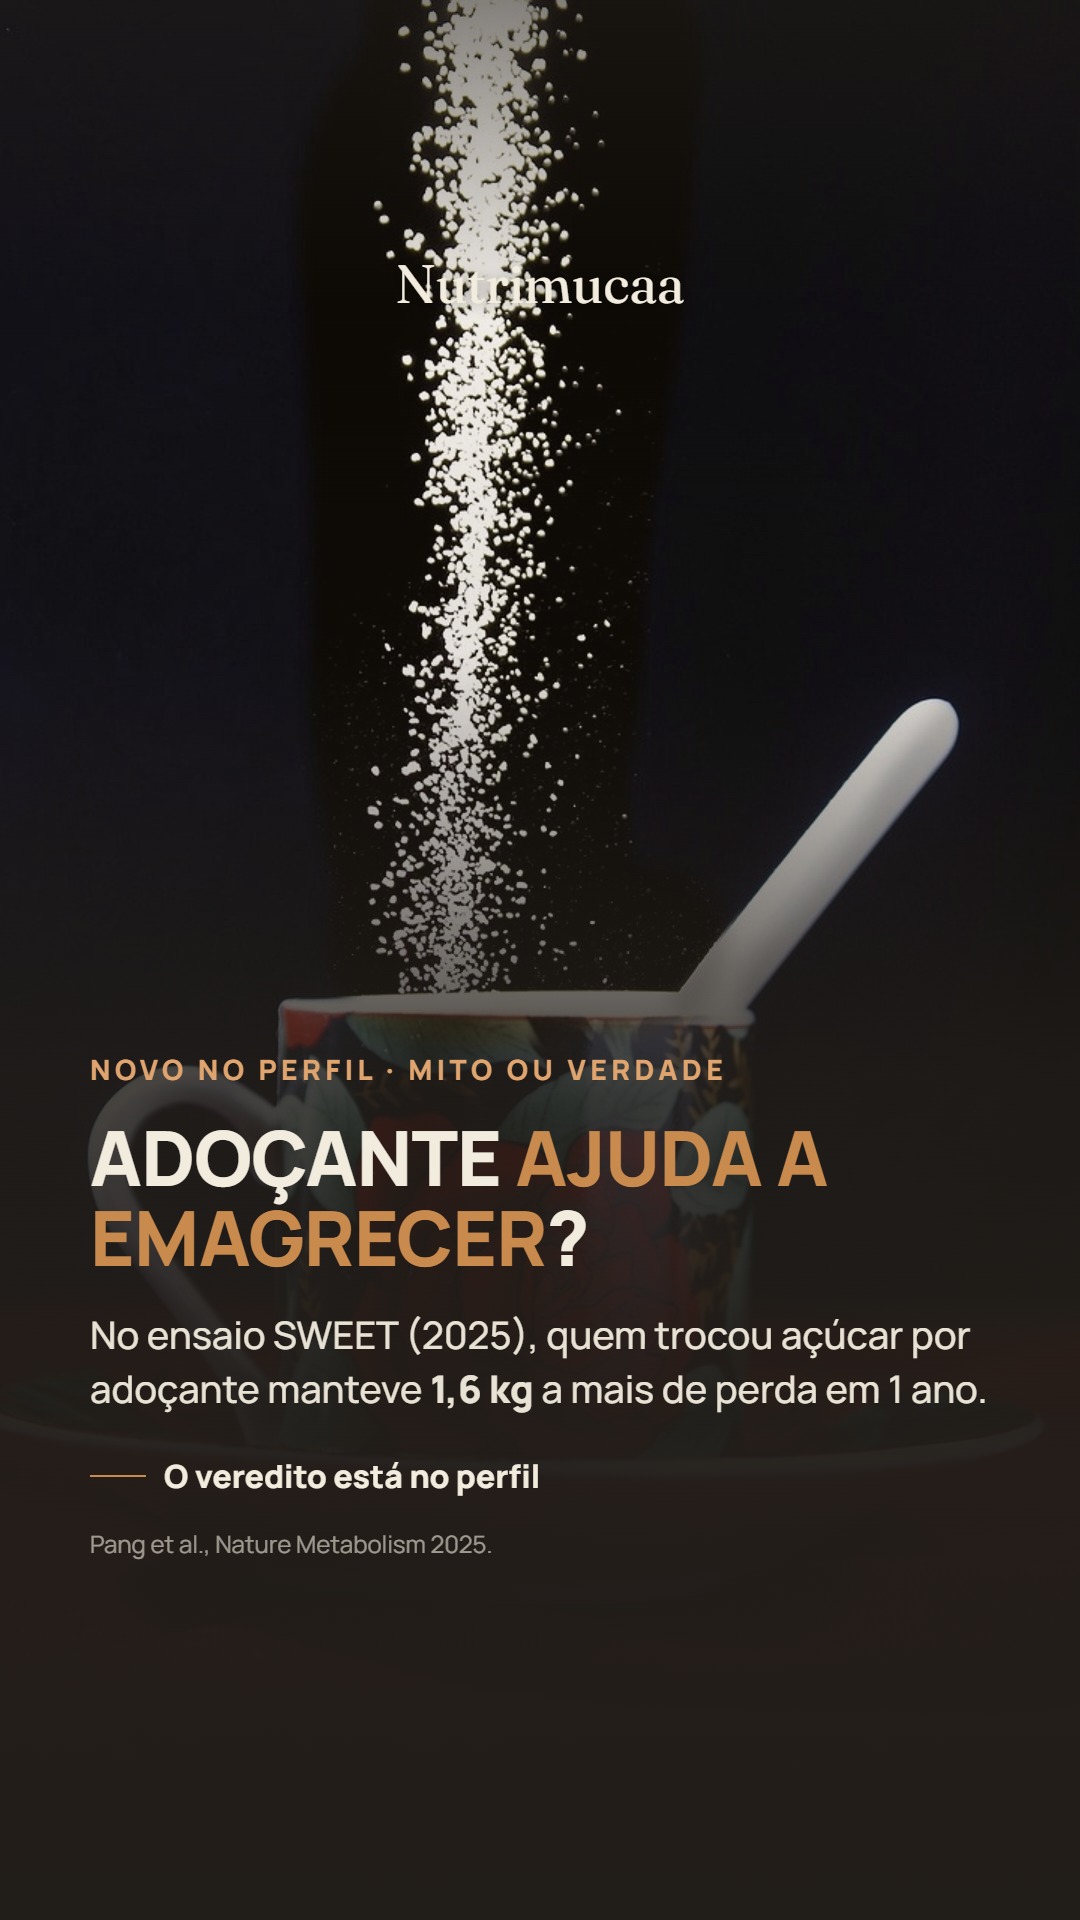 Nutrimucaa
NOVO NO PERFIL · MITO OU VERDADE
ADOÇANTE AJUDA A
EMAGRECER?
No ensaio SWEET (2025), quem trocou açúcar por
adoçante manteve 1,6 kg a mais de perda em 1 ano.
O veredito está no perfil
Pang et al., Nature Metabolism 2025.